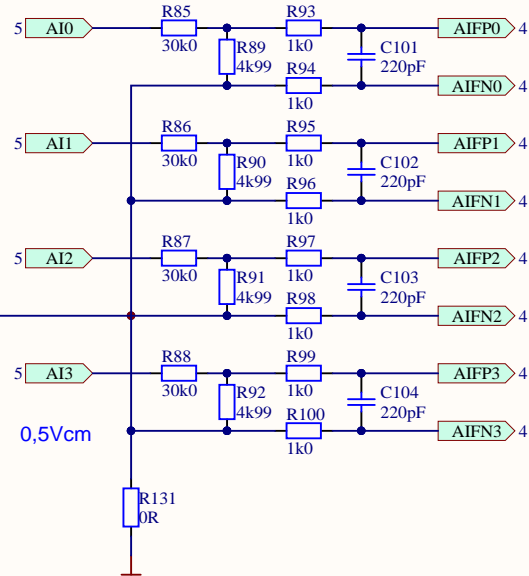 R85 R93
5 AI0 30k0 R89 4k99 1k0 C101 220pF AIFP0 4
R94 1k0 AIFN0 4
R86 R95
5 AI1 30k0 R90 4k99 1k0 C102 220pF AIFP1 4
R96 1k0 AIFN1 4
R87 R97
5 AI2 30k0 R91 4k99 1k0 C103 220pF AIFP2 4
R98 1k0 AIFN2 4
R88 R99
5 AI3 30k0 R92 4k99 1k0 C104 220pF AIFP3 4
R100 1k0 AIFN3 4
0,5Vcm
R131
0R